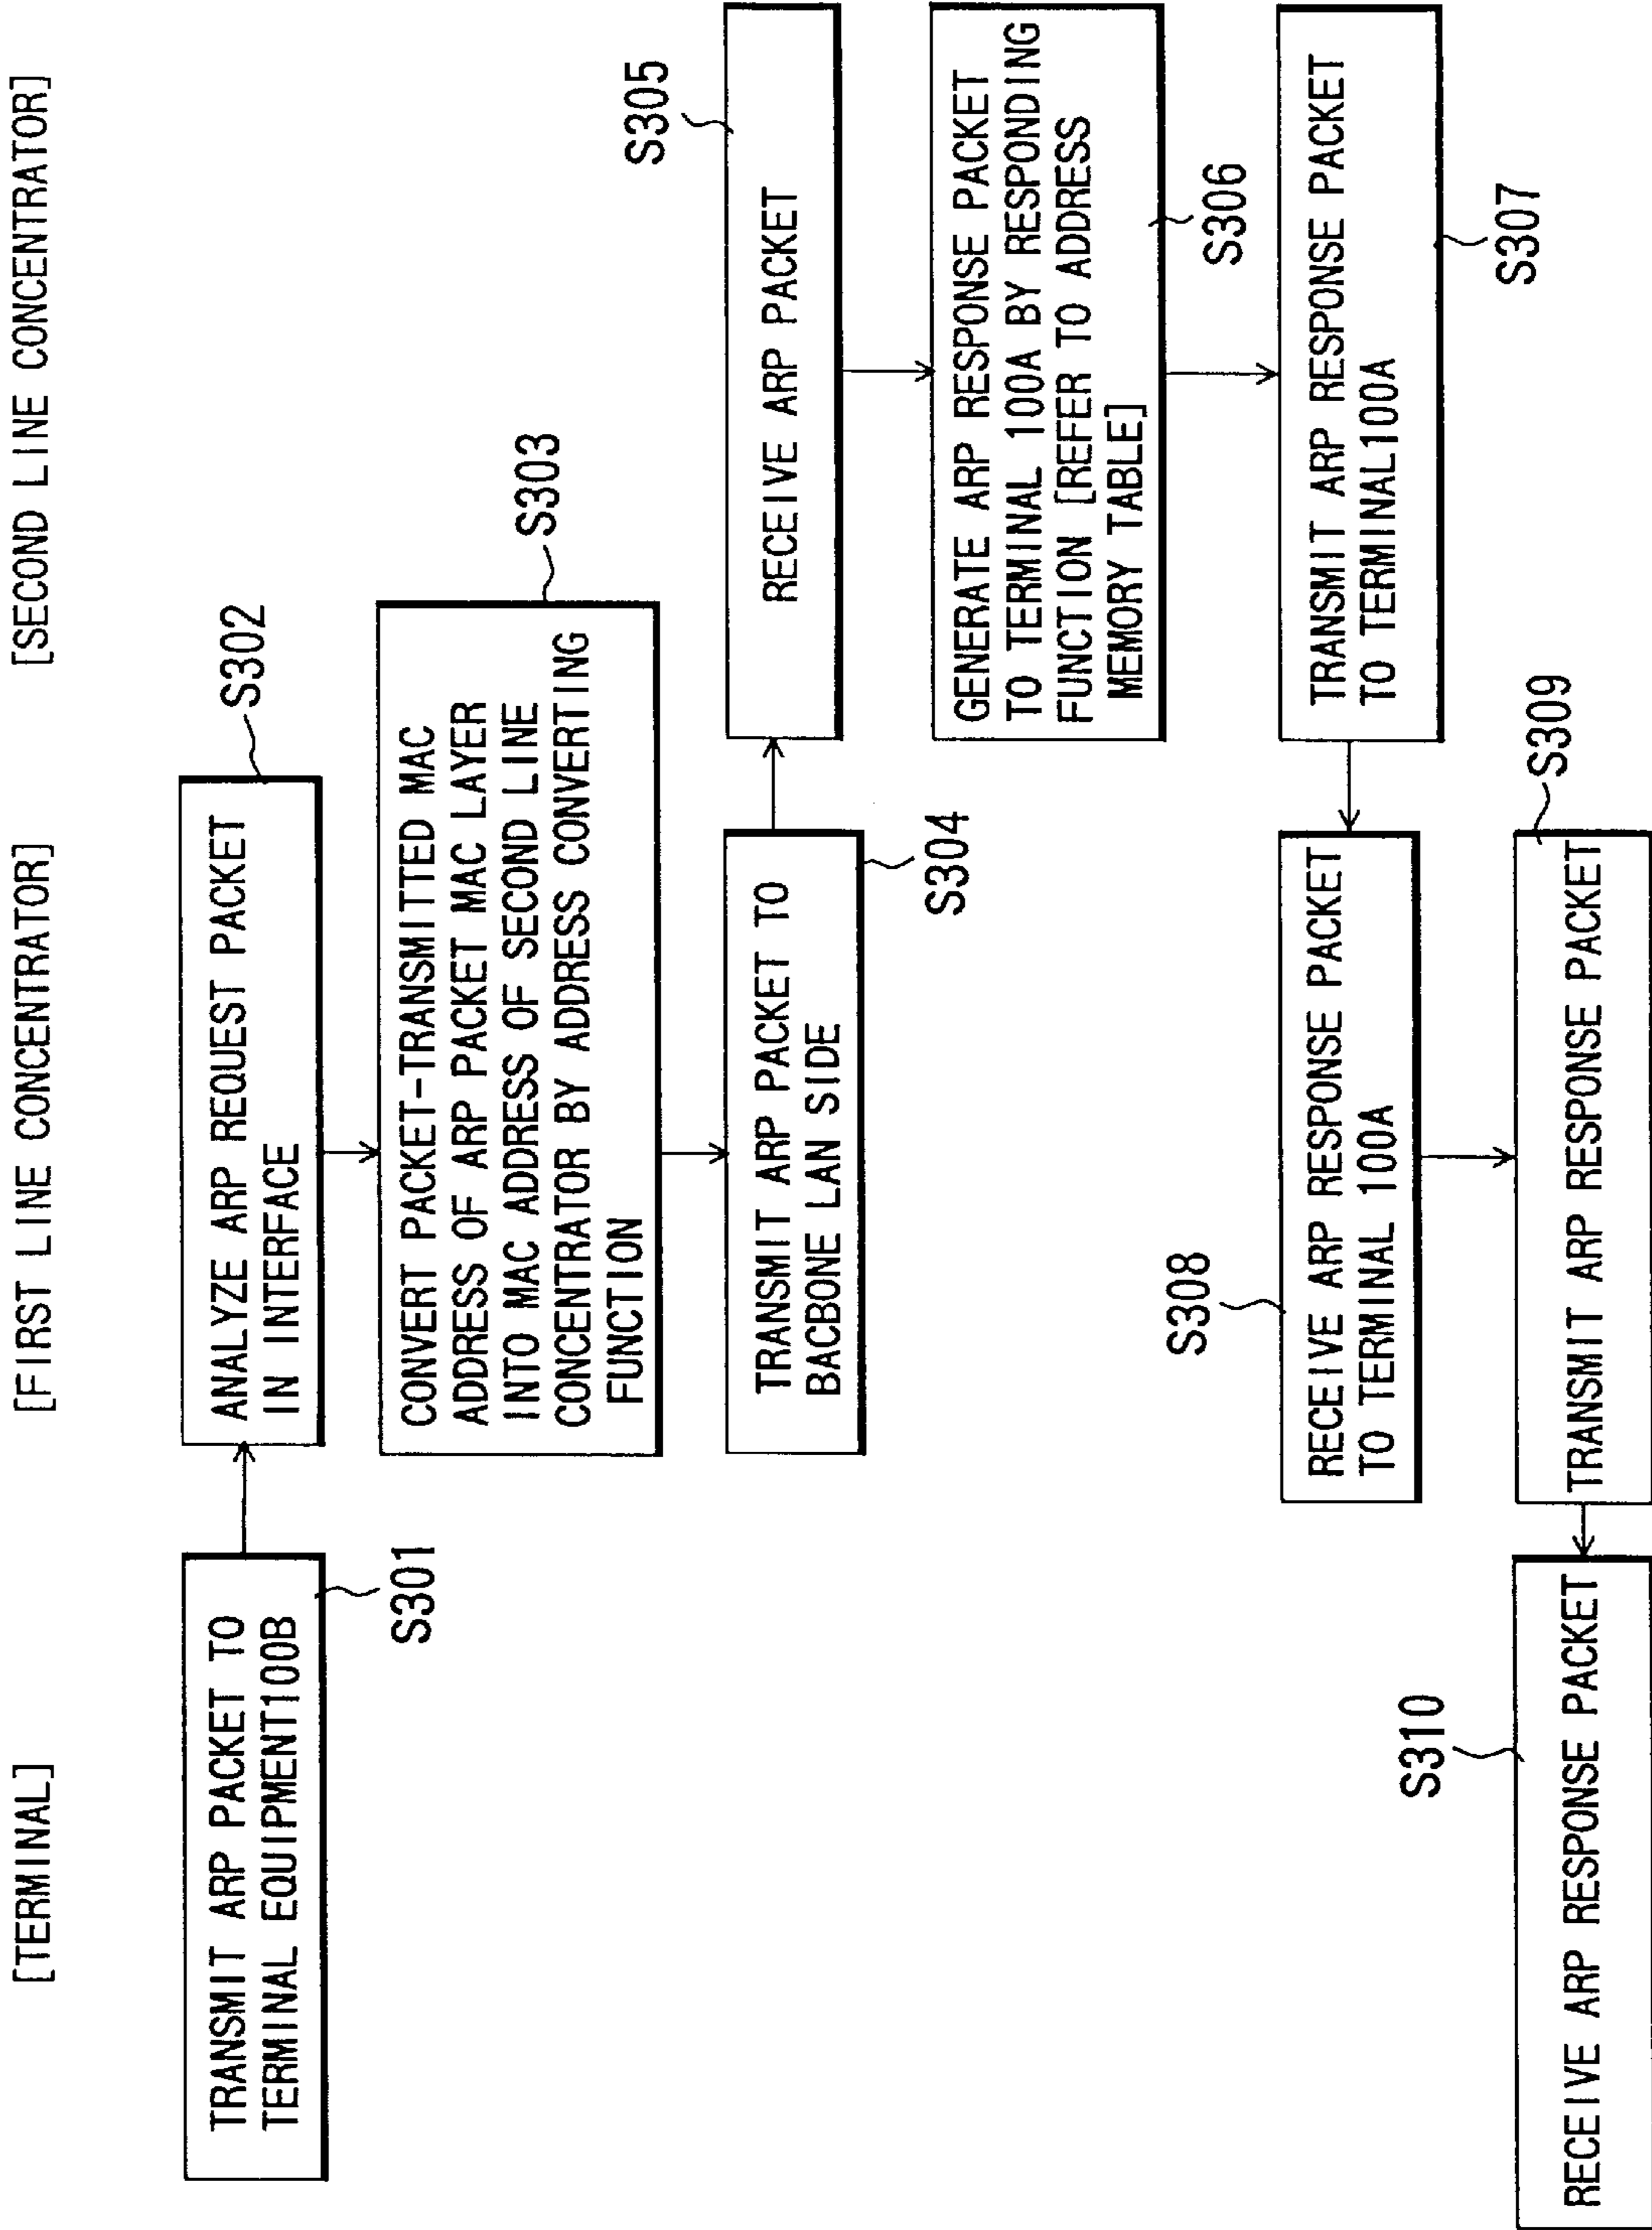 [TERMINAL]
[FIRST LINE CONCENTRATOR]
[SECOND LINE CONCENTRATOR]
TRANSMIT ARP PACKET TO
TERMINAL EQUIPMENT100B
S301
ANALYZE ARP REQUEST PACKET
IN INTERFACE
S302
CONVERT PACKET-TRANSMITTED MAC
ADDRESS OF ARP PACKET MAC LAYER
INTO MAC ADDRESS OF SECOND LINE
CONCENTRATOR BY ADDRESS CONVERTING
FUNCTION
S303
TRANSMIT ARP PACKET TO
BACBONE LAN SIDE
S304
RECEIVE ARP PACKET
S305
GENERATE ARP RESPONSE PACKET
TO TERMINAL 100A BY RESPONDING
FUNCTION [REFER TO ADDRESS
MEMORY TABLE]
S306
TRANSMIT ARP RESPONSE PACKET
TO TERMINAL100A
S307
RECEIVE ARP RESPONSE PACKET
TO TERMINAL 100A
S308
TRANSMIT ARP RESPONSE PACKET
S309
RECEIVE ARP RESPONSE PACKET
S310